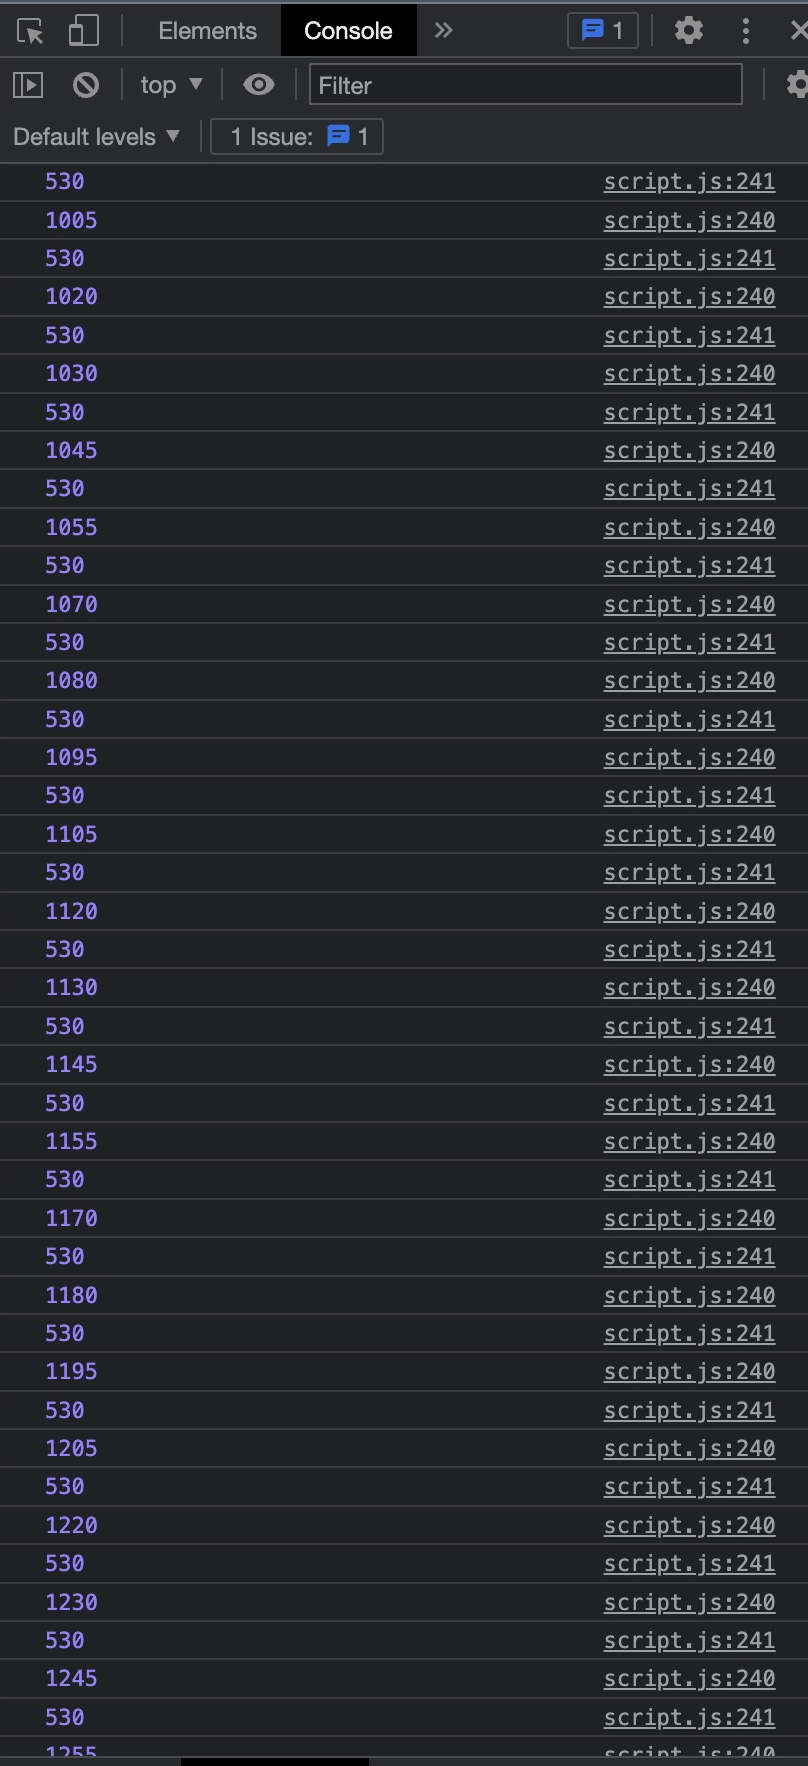 Elements Console » 1
top ▼ Filter
Default levels ▼ 1 Issue: 1
530 script.js:241
1005 script.js:240
530 script.js:241
1020 script.js:240
530 script.js:241
1030 script.js:240
530 script.js:241
1045 script.js:240
530 script.js:241
1055 script.js:240
530 script.js:241
1070 script.js:240
530 script.js:241
1080 script.js:240
530 script.js:241
1095 script.js:240
530 script.js:241
1105 script.js:240
530 script.js:241
1120 script.js:240
530 script.js:241
1130 script.js:240
530 script.js:241
1145 script.js:240
530 script.js:241
1155 script.js:240
530 script.js:241
1170 script.js:240
530 script.js:241
1180 script.js:240
530 script.js:241
1195 script.js:240
530 script.js:241
1205 script.js:240
530 script.js:241
1220 script.js:240
530 script.js:241
1230 script.js:240
530 script.js:241
1245 script.js:240
530 script.js:241
1255 script.js:240